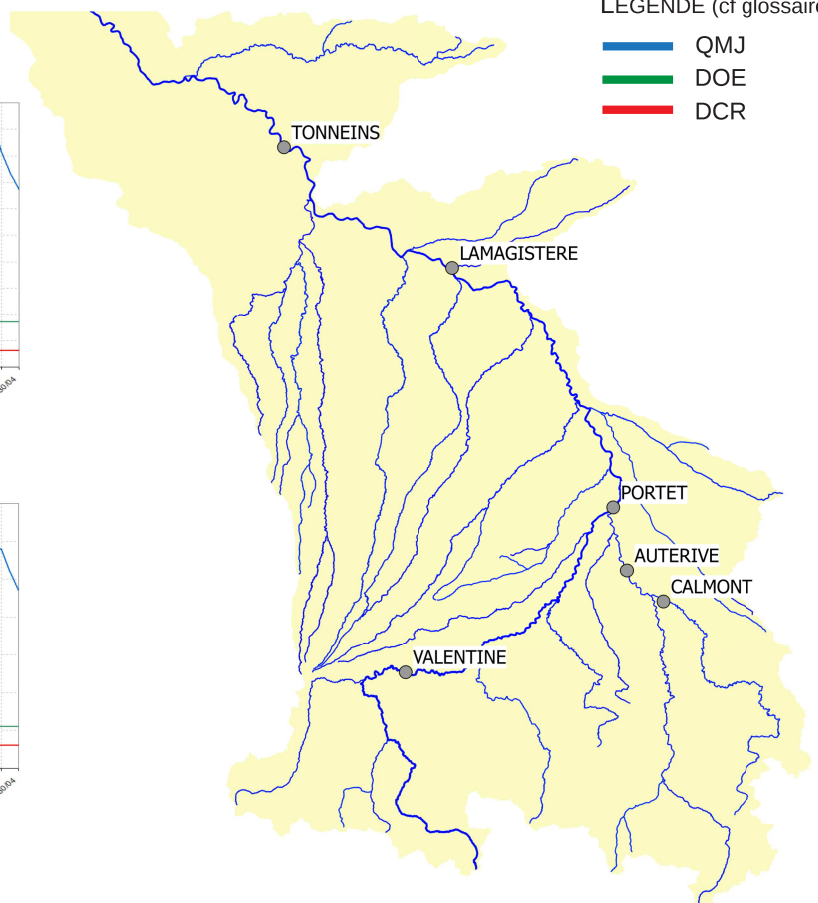 LEGENDE (cf glossaire
QMJ
DOE
DCR
TONNEINS
LAMAGISTERE
PORTET
AUTERIVE
CALMONT
VALENTINE